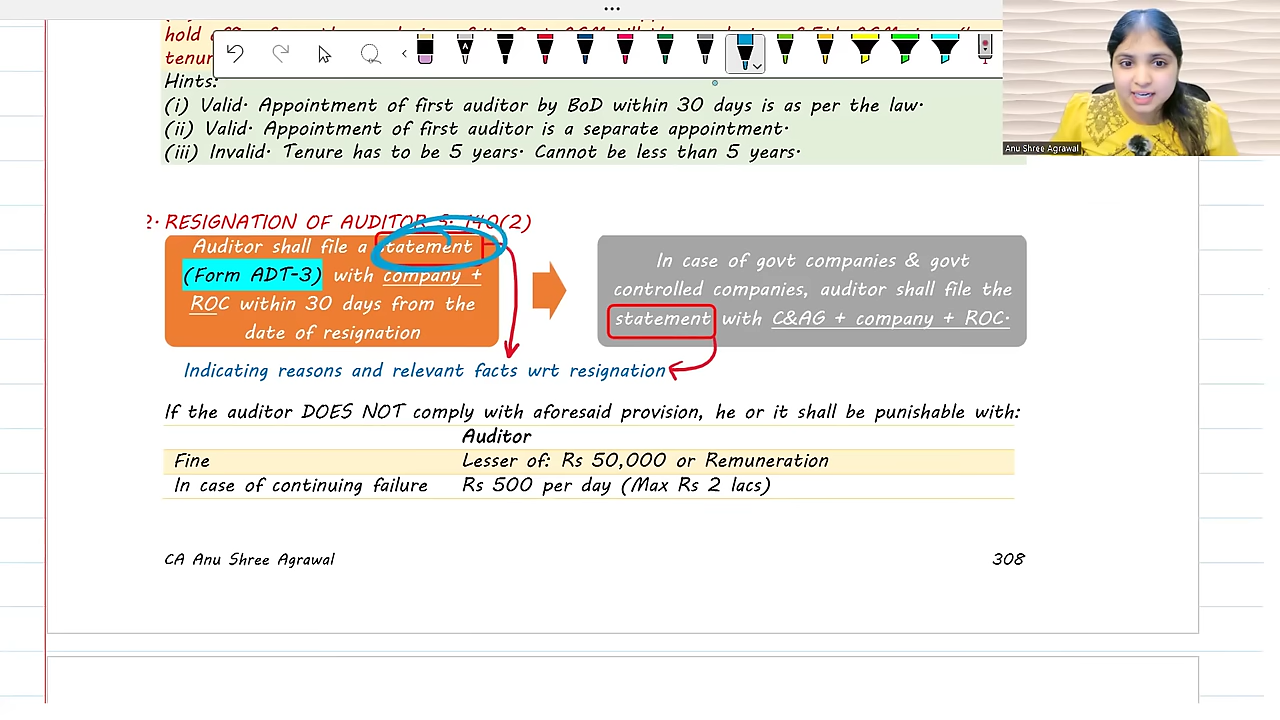 hold
tenur
Hints:
(i) Valid. Appointment of first auditor by BoD within 30 days is as per the law.
(ii) Valid. Appointment of first auditor is a separate appointment.
(iii) Invalid. Tenure has to be 5 years. Cannot be less than 5 years.
Anu Shree Agrawal
2. RESIGNATION OF AUDITOR S. 140(2)
Auditor shall file a statement
(Form ADT-3) with company +
ROC within 30 days from the
date of resignation
In case of govt companies & govt
controlled companies, auditor shall file the
statement with C&AG + company + ROC.
Indicating reasons and relevant facts wrt resignation
If the auditor DOES NOT comply with aforesaid provision, he or it shall be punishable with:
Auditor
Fine Lesser of: Rs 50,000 or Remuneration
In case of continuing failure Rs 500 per day (Max Rs 2 lacs)
CA Anu Shree Agrawal 308